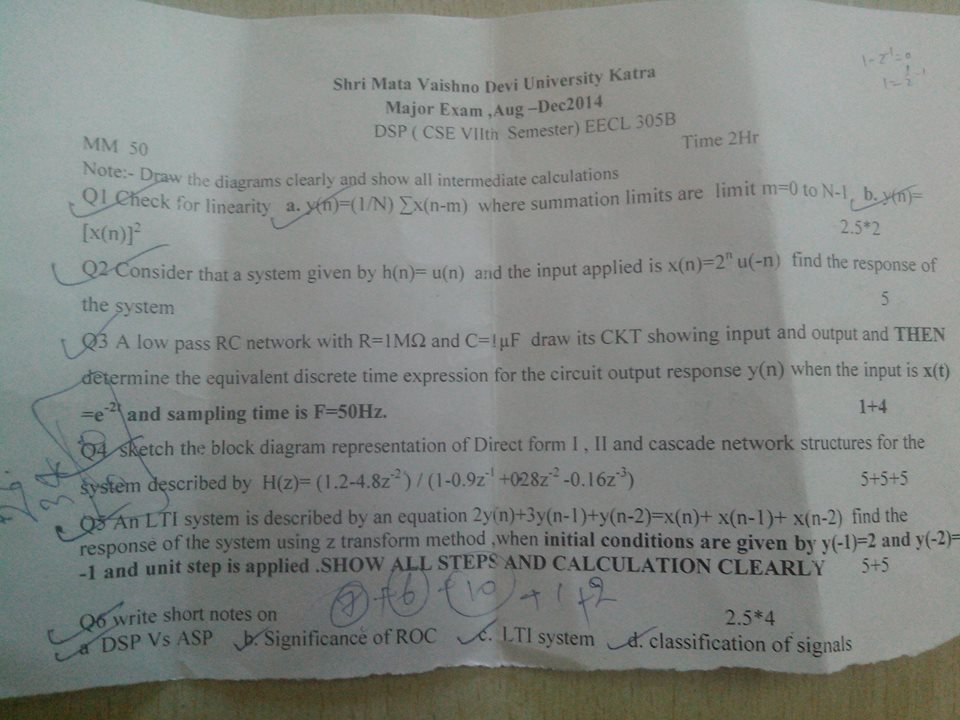 1-z⁻¹=0
Shri Mata Vaishno Devi University Katra
Major Exam ,Aug –Dec2014
DSP ( CSE VIIth Semester) EECL 305B
MM 50 Time 2Hr
Note:- Draw the diagrams clearly and show all intermediate calculations
Q1 Check for linearity a. y(n)=(1/N) ∑x(n-m) where summation limits are limit m=0 to N-1, b. y(n)=
[x(n)]² 2.5*2
Q2 Consider that a system given by h(n)= u(n) and the input applied is x(n)=2ⁿ u(-n) find the response of
the system 5
Q3 A low pass RC network with R=1MΩ and C=!µF draw its CKT showing input and output and THEN
determine the equivalent discrete time expression for the circuit output response y(n) when the input is x(t)
=e⁻²ᵗ and sampling time is F=50Hz. 1+4
Q4 sketch the block diagram representation of Direct form I , II and cascade network structures for the
system described by H(z)= (1.2-4.8z⁻²) / (1-0.9z⁻¹ +028z⁻² -0.16z⁻³) 5+5+5
Q5 An LTI system is described by an equation 2y(n)+3y(n-1)+y(n-2)=x(n)+ x(n-1)+ x(n-2) find the
response of the system using z transform method ,when initial conditions are given by y(-1)=2 and y(-2)=
-1 and unit step is applied .SHOW ALL STEPS AND CALCULATION CLEARLY 5+5
+6+10+1+2
Q6 write short notes on 2.5*4
a DSP Vs ASP b. Significance of ROC c. LTI system d. classification of signals